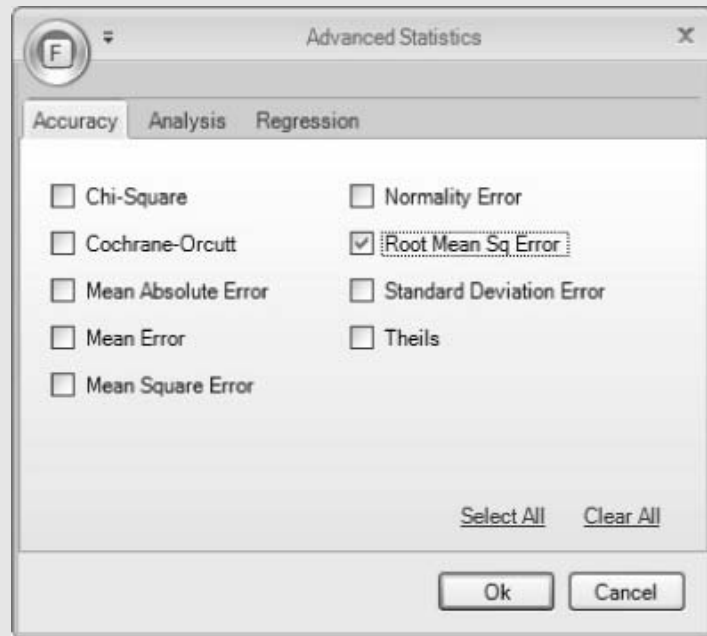 F
Advanced Statistics
Accuracy
Analysis
Regression
Chi-Square
Cochrane-Orcutt
Mean Absolute Error
Mean Error
Mean Square Error
Normality Error
Root Mean Sq Error
Standard Deviation Error
Theils
Select All
Clear All
Ok
Cancel